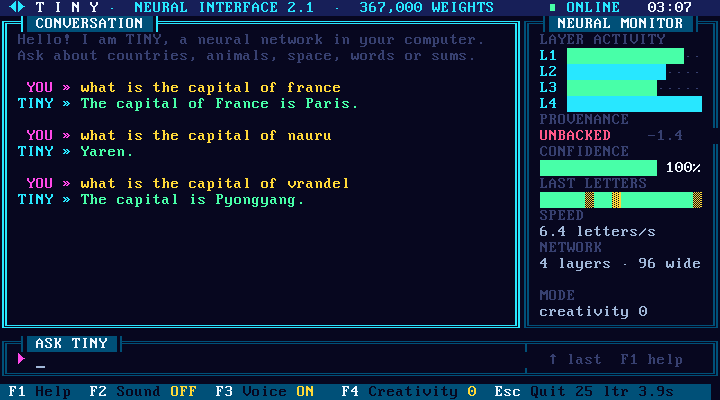 TINY · NEURAL INTERFACE 2.1 · 367,000 WEIGHTS ONLINE 03:07
CONVERSATION
Hello! I am TINY, a neural network in your computer.
Ask about countries, animals, space, words or sums.
YOU » what is the capital of france
TINY » The capital of France is Paris.
YOU » what is the capital of nauru
TINY » Yaren.
YOU » what is the capital of vrandel
TINY » The capital is Pyongyang.
NEURAL MONITOR
LAYER ACTIVITY
L1
L2
L3
L4
PROVENANCE
UNBACKED -1.4
CONFIDENCE
100%
LAST LETTERS
SPEED
6.4 letters/s
NETWORK
4 layers · 96 wide
MODE
creativity 0
ASK TINY
_ ↑ last F1 help
F1 Help F2 Sound OFF F3 Voice ON F4 Creativity 0 Esc Quit 25 ltr 3.9s